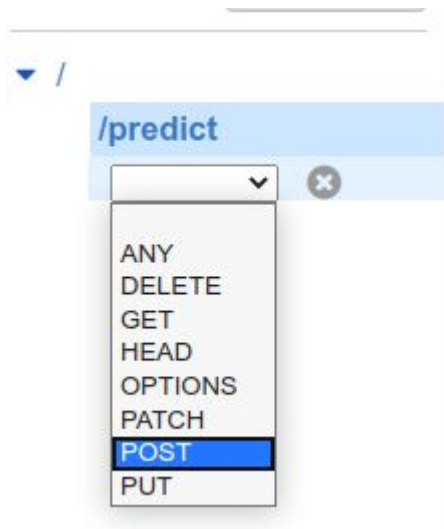 /
/predict
ANY
DELETE
GET
HEAD
OPTIONS
PATCH
POST
PUT